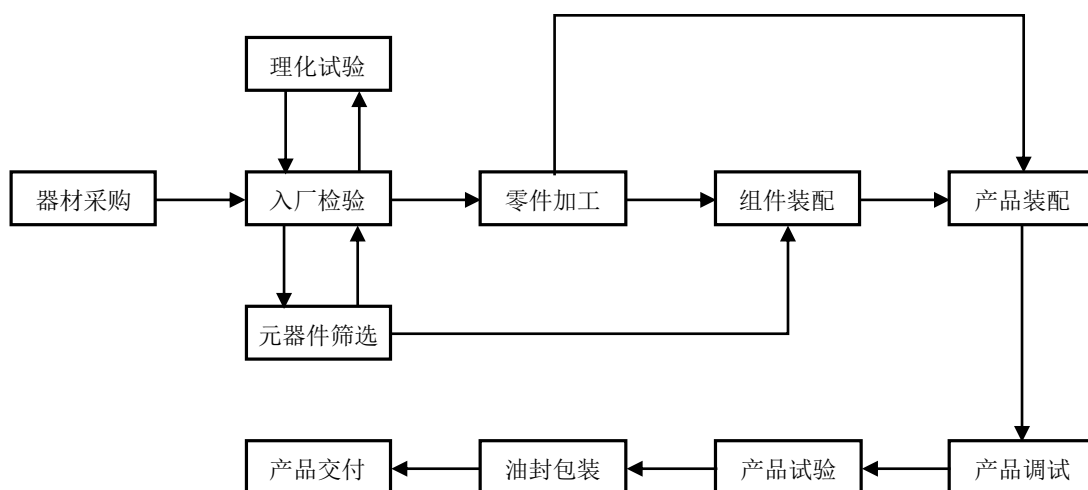 理化试验
器材采购
入厂检验
零件加工
组件装配
产品装配
元器件筛选
产品交付
油封包装
产品试验
产品调试